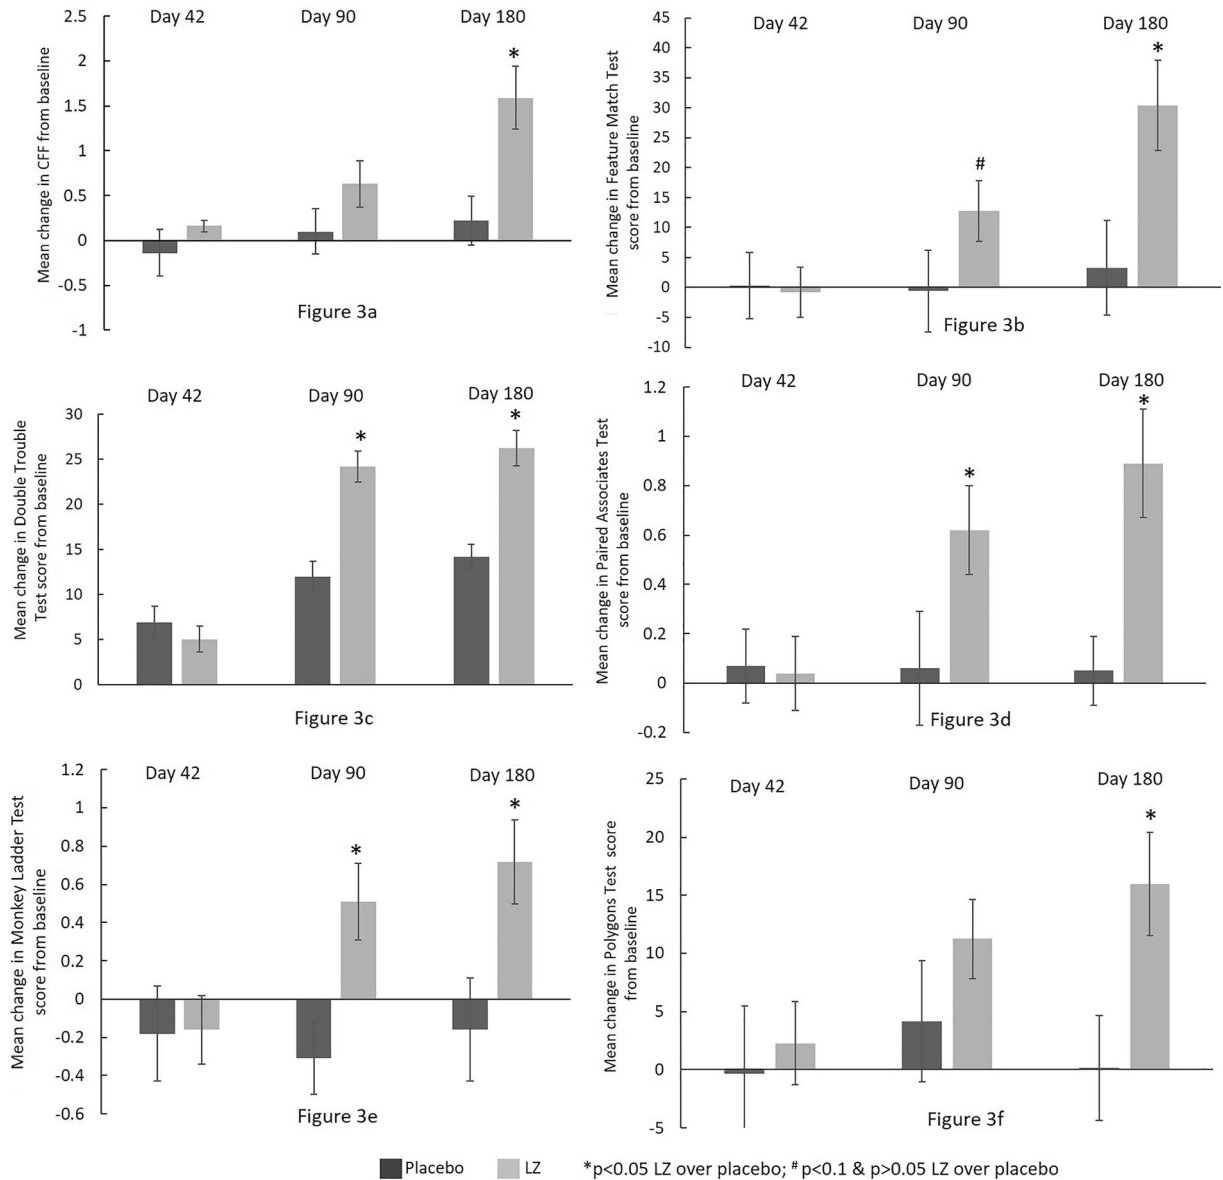 Mean change in CFF from baseline
2.5
2
1.5
1
0.5
0
-0.5
-1
Day 42
Day 90
Day 180
*
Figure 3a
Mean change in Feature Match Test
score from baseline
45
40
35
30
25
20
15
10
5
0
-5
-10
Day 42
Day 90
Day 180
#
*
Figure 3b
Mean change in Double Trouble
Test score from baseline
30
25
20
15
10
5
0
Day 42
Day 90
Day 180
*
*
Figure 3c
Mean change in Paired Associates Test
score from baseline
1.2
1
0.8
0.6
0.4
0.2
0
-0.2
Day 42
Day 90
Day 180
*
*
Figure 3d
Mean change in Monkey Ladder Test
score from baseline
1.2
1
0.8
0.6
0.4
0.2
0
-0.2
-0.4
-0.6
Day 42
Day 90
Day 180
*
*
Figure 3e
Mean change in Polygons Test score
from baseline
25
20
15
10
5
0
-5
Day 42
Day 90
Day 180
*
Figure 3f
Placebo LZ *p<0.05 LZ over placebo; #p<0.1 & p>0.05 LZ over placebo